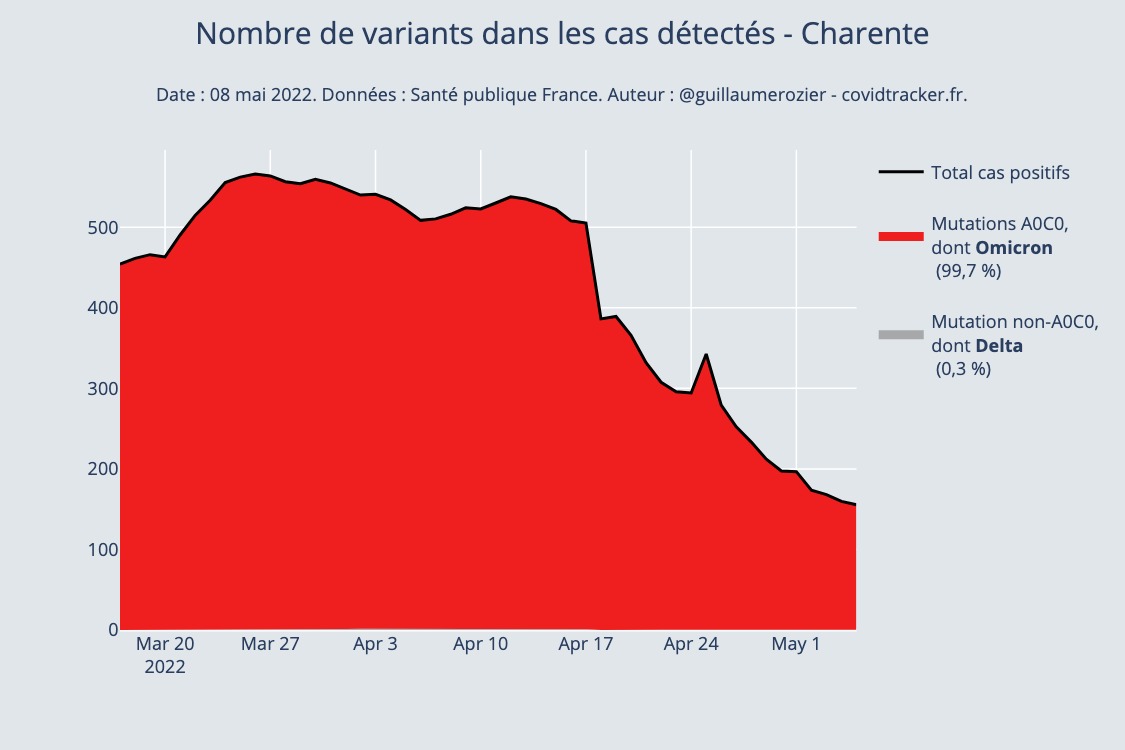 Nombre de variants dans les cas détectés - Charente
Date : 08 mai 2022. Données : Santé publique France. Auteur : @guillaumerozier - covidtracker.fr.
Total cas positifs
Mutations A0C0,
dont Omicron
(99,7 %)
Mutation non-A0C0,
dont Delta
(0,3 %)
500
400
300
200
100
0
Mar 20
2022
Mar 27
Apr 3
Apr 10
Apr 17
Apr 24
May 1